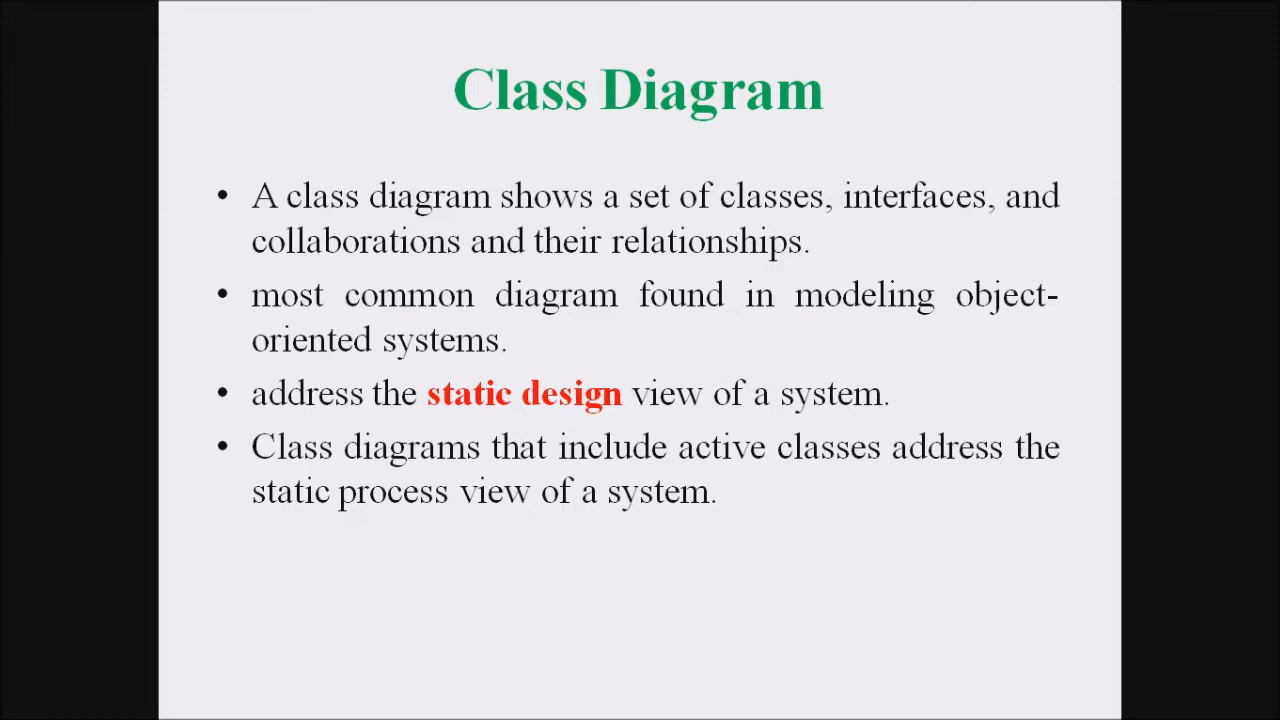 Class Diagram
• A class diagram shows a set of classes, interfaces, and
collaborations and their relationships.
• most common diagram found in modeling object-
oriented systems.
• address the static design view of a system.
• Class diagrams that include active classes address the
static process view of a system.